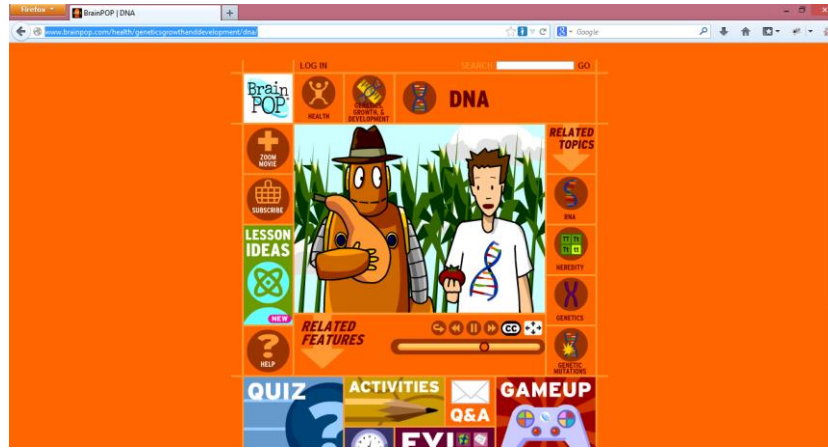 Firefox
BrainPOP | DNA
www.brainpop.com/health/geneticsgrowthanddevelopment/dna/
Google
LOG IN
SEARCH
GO
Brain
POP
HEALTH
GENETICS,
GROWTH, &
DEVELOPMENT
DNA
RELATED
TOPICS
ZOOM
MOVIE
SUBSCRIBE
LESSON
IDEAS
NEW
HELP
RNA
HEREDITY
GENETICS
GENETIC
MUTATIONS
RELATED
FEATURES
CC
QUIZ
ACTIVITIES
Q&A
FYI
GAMEUP